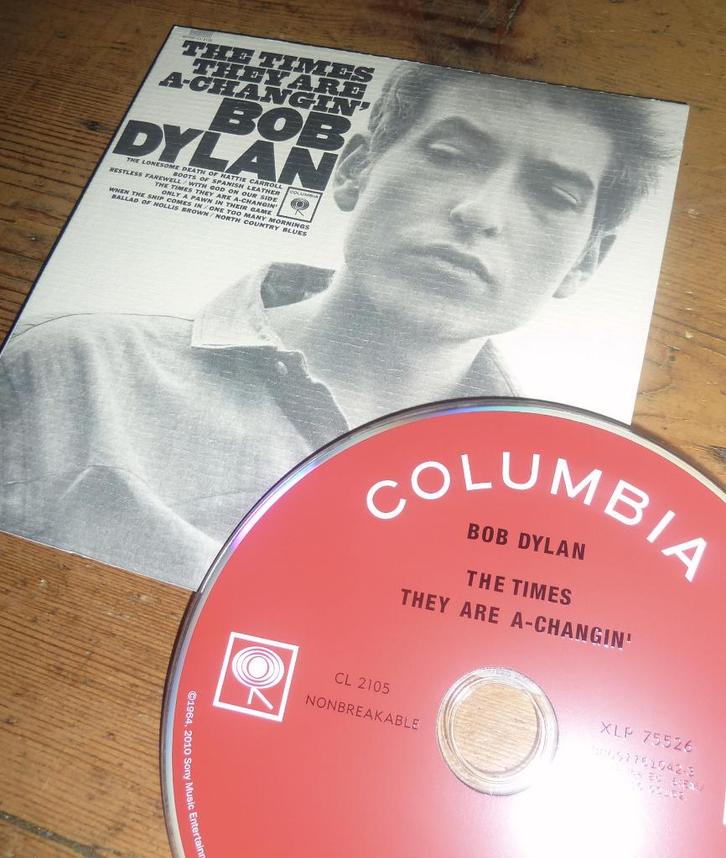 THE TIMES
THEY ARE
A-CHANGIN'
BOB
DYLAN
THE LONESOME DEATH OF HATTIE CARROLL
BOOTS OF SPANISH LEATHER
RESTLESS FAREWELL / WITH GOD ON OUR SIDE
THE TIMES THEY ARE A-CHANGIN'
ONLY A PAWN IN THEIR GAME
WHEN THE SHIP COMES IN / ONE TOO MANY MORNINGS
BALLAD OF HOLLIS BROWN / NORTH COUNTRY BLUES
COLUMBIA
COLUMBIA
BOB DYLAN
THE TIMES
THEY ARE A-CHANGIN'
CL 2105
NONBREAKABLE
XLP 75526
©1964, 2010 Sony Music